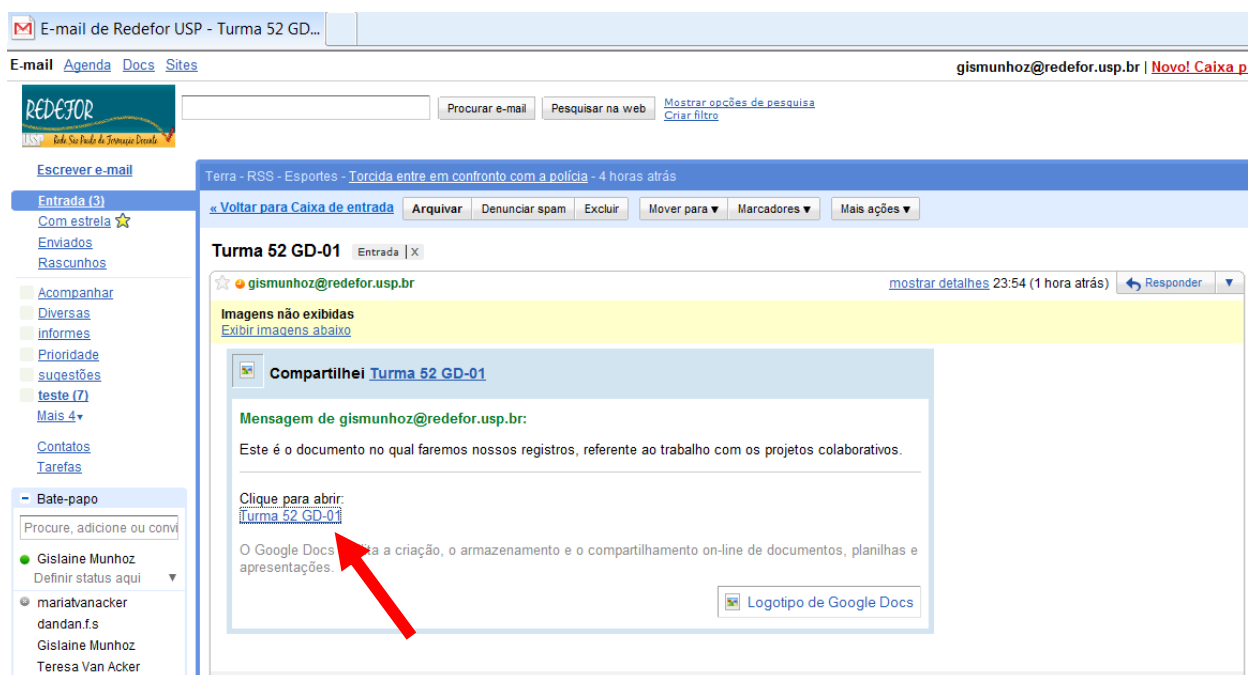 E-mail de Redefor USP - Turma 52 GD...
E-mail Agenda Docs Sites
gismunhoz@redefor.usp.br | Novo! Caixa p
REDEFOR
USP Rede São Paulo de Formação Docente
Procurar e-mail Pesquisar na web Mostrar opções de pesquisa
Criar filtro
Escrever e-mail
Entrada (3)
Com estrela
Enviados
Rascunhos
Acompanhar
Diversas
informes
Prioridade
sugestões
teste (7)
Mais 4▾
Contatos
Tarefas
− Bate-papo
Procure, adicione ou convi
Gislaine Munhoz
Definir status aqui ▼
mariatvanacker
dandan.f.s
Gislaine Munhoz
Teresa Van Acker
Terra - RSS - Esportes - Torcida entre em confronto com a polícia - 4 horas atrás
« Voltar para Caixa de entrada Arquivar Denunciar spam Excluir Mover para ▼ Marcadores ▼ Mais ações ▼
Turma 52 GD-01 Entrada | X
gismunhoz@redefor.usp.br mostrar detalhes 23:54 (1 hora atrás) Responder ▼
Imagens não exibidas
Exibir imagens abaixo
Compartilhei Turma 52 GD-01
Mensagem de gismunhoz@redefor.usp.br:
Este é o documento no qual faremos nossos registros, referente ao trabalho com os projetos colaborativos.
Clique para abrir:
Turma 52 GD-01
O Google Docs a criação, o armazenamento e o compartilhamento on-line de documentos, planilhas e
apresentações.
Logotipo de Google Docs